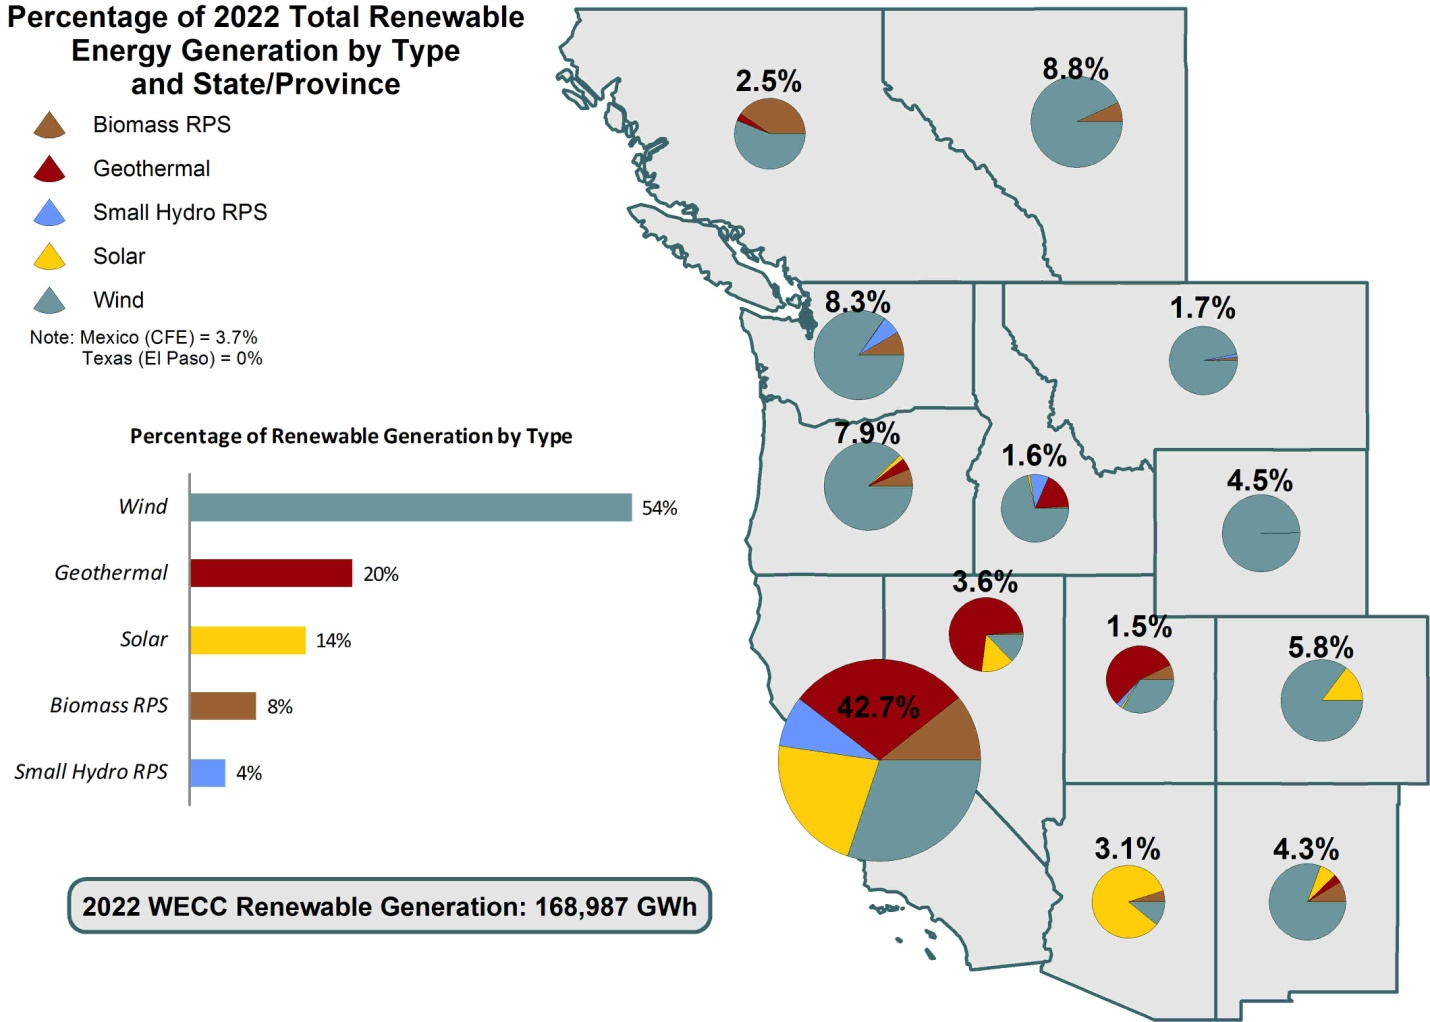 Percentage of 2022 Total Renewable
Energy Generation by Type
and State/Province
Biomass RPS
Geothermal
Small Hydro RPS
Solar
Wind
Note: Mexico (CFE) = 3.7%
Texas (El Paso) = 0%
2.5%
8.8%
8.3%
1.7%
7.9%
1.6%
4.5%
3.6%
1.5%
5.8%
42.7%
3.1%
4.3%
Percentage of Renewable Generation by Type
Wind 54%
Geothermal 20%
Solar 14%
Biomass RPS 8%
Small Hydro RPS 4%
2022 WECC Renewable Generation: 168,987 GWh